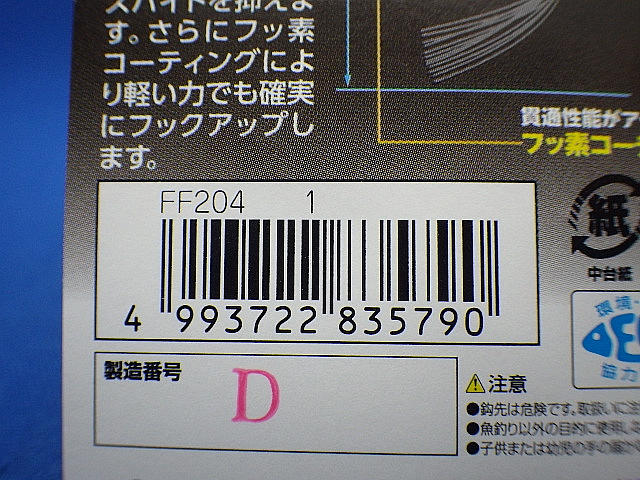 スバイトを抑えま
す。さらにフッ素
コーティングによ
り軽い力でも確実
にフックアップし
ます。
貫通性能がア
フッ素コー
FF204 1
4 993722 835790
紙
中台紙
環境・
協力
製造番号
D
注意
●鈎先は危険です。取扱いに注
●魚釣り以外の目的に使用し
●子供または幼児の手の届か